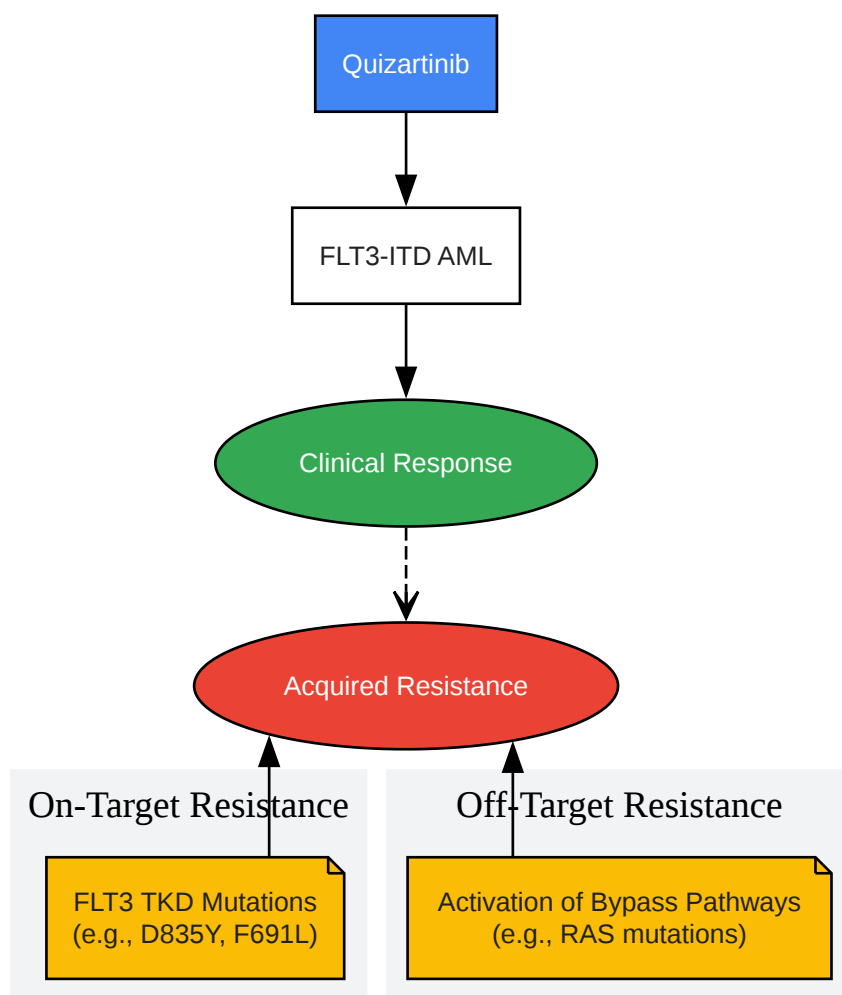 Quizartinib
FLT3-ITD AML
Clinical Response
Acquired Resistance
On-Target Resistance
Off-Target Resistance
FLT3 TKD Mutations
(e.g., D835Y, F691L)
Activation of Bypass Pathways
(e.g., RAS mutations)